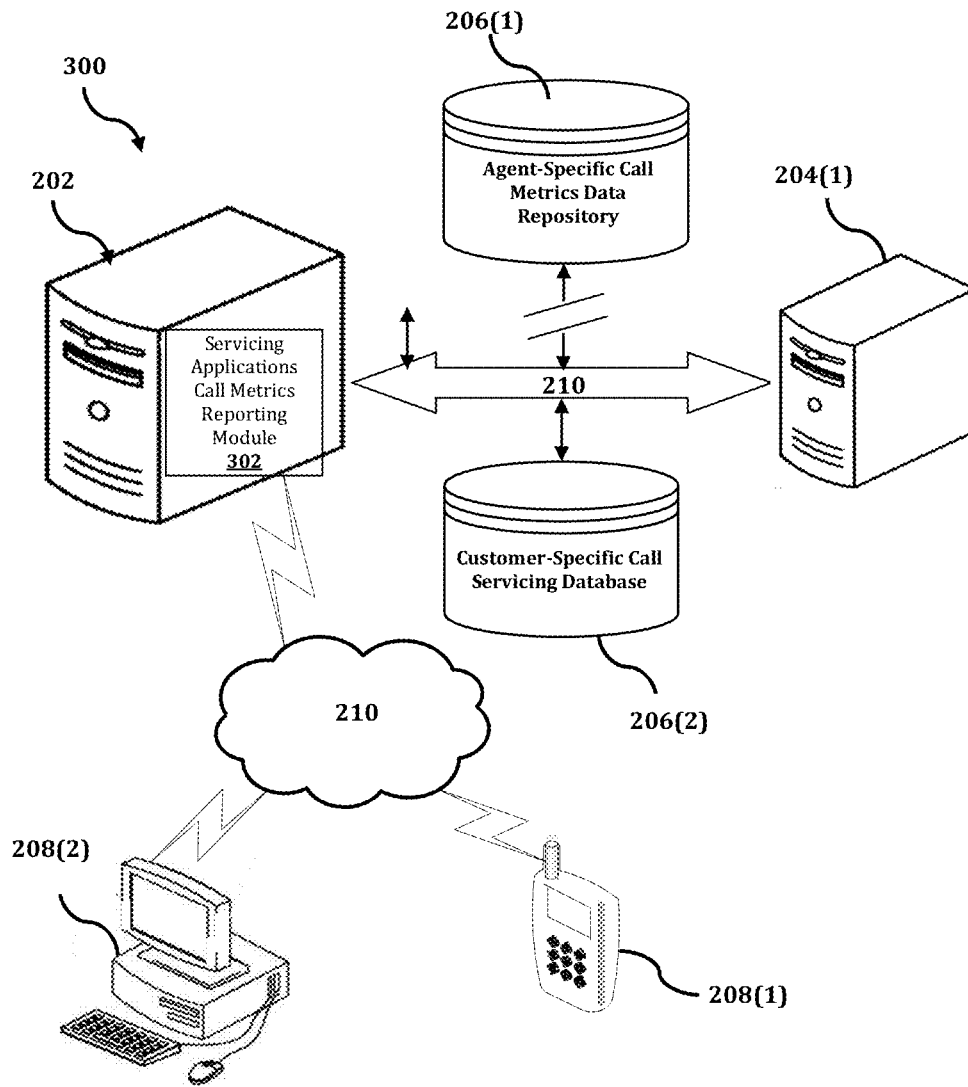 206(1)
300
202
Agent-Specific Call
Metrics Data
Repository
204(1)
Servicing
Applications
Call Metrics
Reporting
Module
302
210
Customer-Specific Call
Servicing Database
206(2)
210
208(2)
208(1)